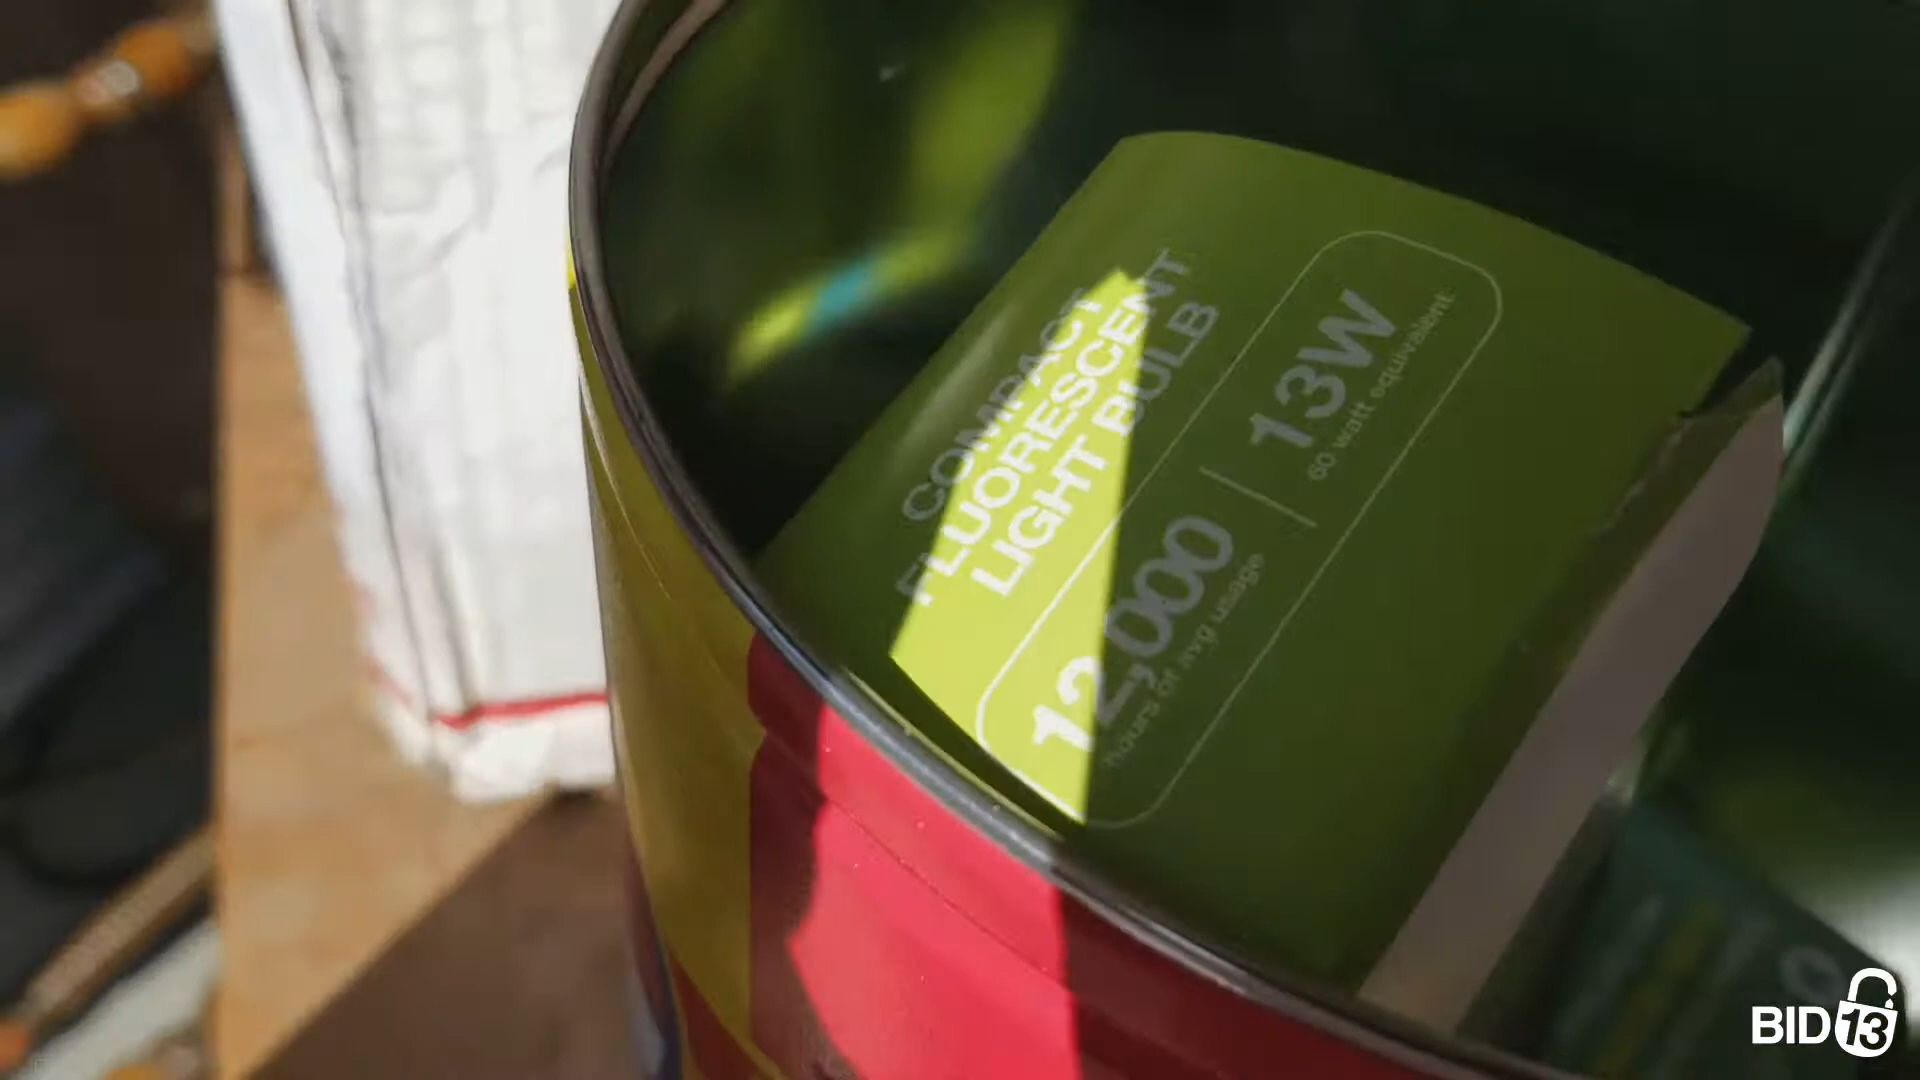 COMPACT
FLUORESCENT
LIGHT BULB
12,000
hours of avg usage
13W
60 watt equivalent
BID13